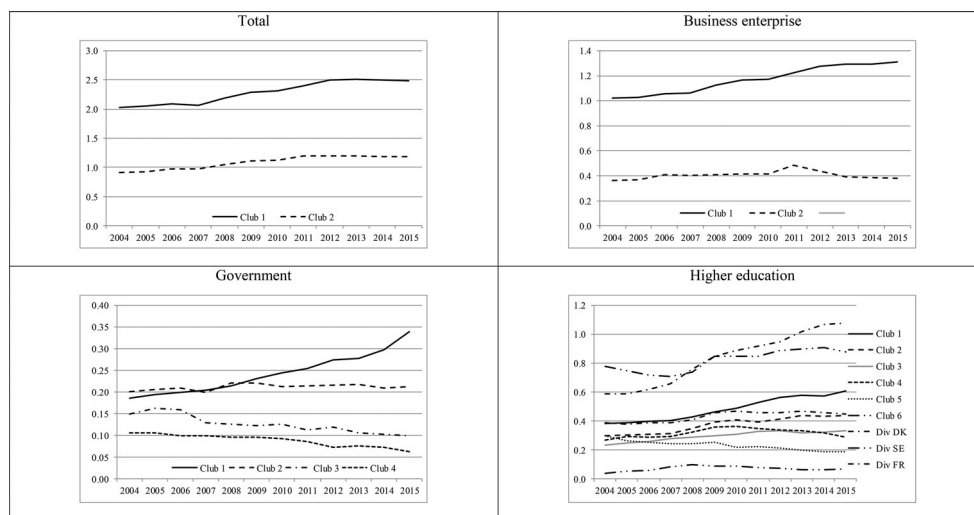 Total
3.0
2.5
2.0
1.5
1.0
0.5
0.0
Club 1 Club 2
2004 2005 2006 2007 2008 2009 2010 2011 2012 2013 2014 2015
Business enterprise
1.4
1.2
1.0
0.8
0.6
0.4
0.2
0.0
Club 1 Club 2
2004 2005 2006 2007 2008 2009 2010 2011 2012 2013 2014 2015
Government
0.40
0.35
0.30
0.25
0.20
0.15
0.10
0.05
0.00
Club 1 Club 2 Club 3 Club 4
2004 2005 2006 2007 2008 2009 2010 2011 2012 2013 2014 2015
Higher education
1.2
1.0
0.8
0.6
0.4
0.2
0.0
Club 1
Club 2
Club 3
Club 4
Club 5
Club 6
Div DK
Div SE
Div FR
2004 2005 2006 2007 2008 2009 2010 2011 2012 2013 2014 2015